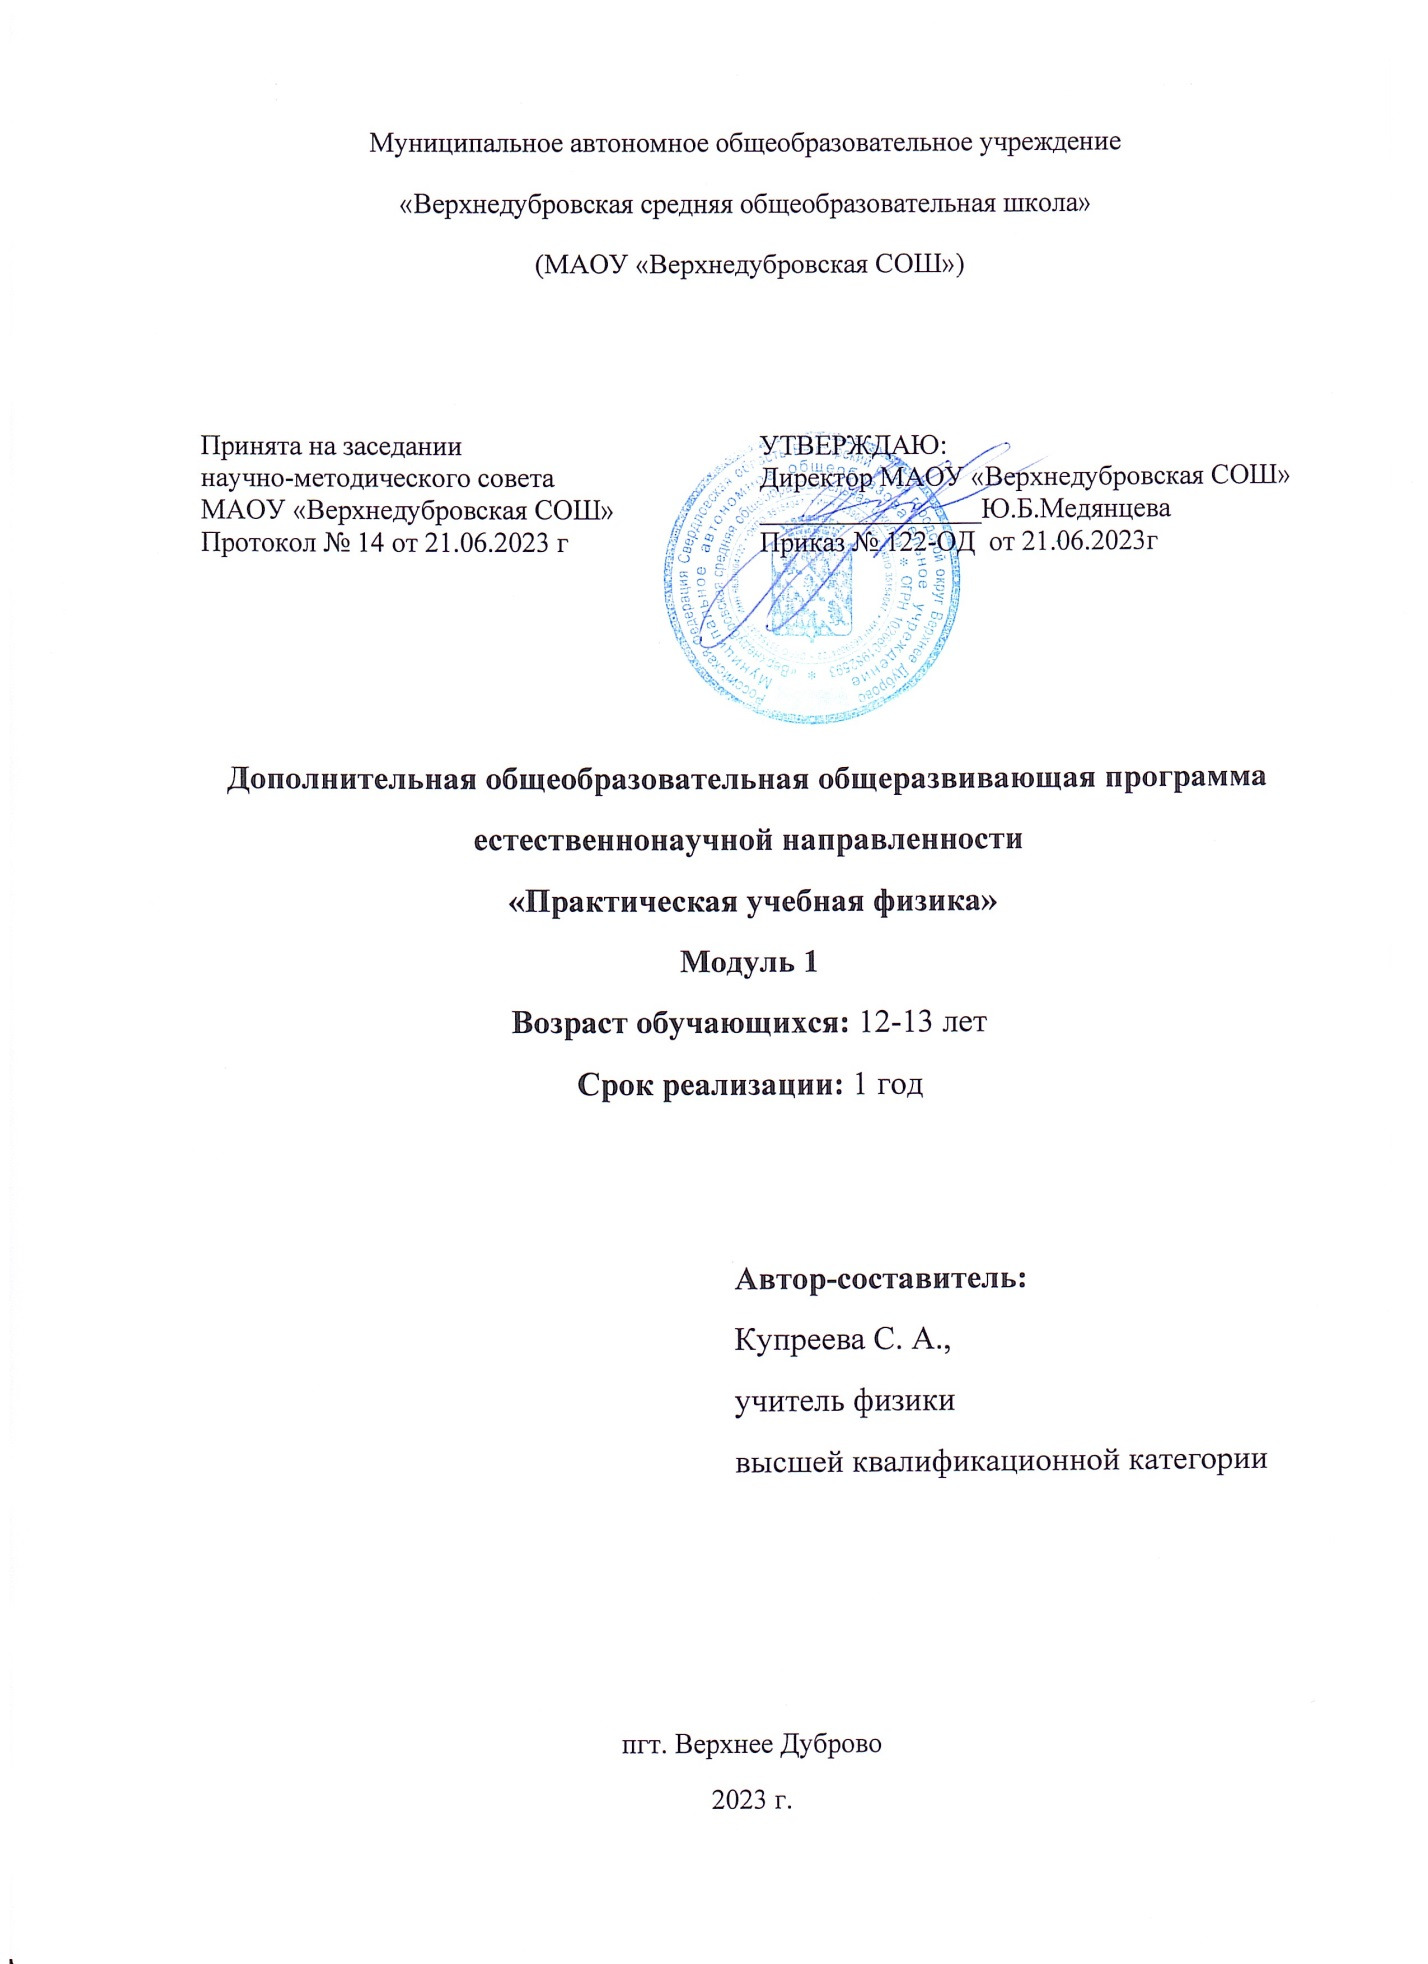 Муниципальное автономное общеобразовательное учреждение
«Верхнедубровская средняя общеобразовательная школа»
(МАОУ «Верхнедубровская СОШ»)
Принята на заседании
научно-методического совета
МАОУ «Верхнедубровская СОШ»
Протокол № 14 от 21.06.2023 г
УТВЕРЖДАЮ:
Директор МАОУ «Верхнедубровская СОШ»
________________Ю.Б.Медянцева
Приказ № 122-ОД от 21.06.2023г
Дополнительная общеобразовательная общеразвивающая программа
естественнонаучной направленности
«Практическая учебная физика»
Модуль 1
Возраст обучающихся: 12-13 лет
Срок реализации: 1 год
Автор-составитель:
Купреева С. А.,
учитель физики
высшей квалификационной категории
пгт. Верхнее Дуброво
2023 г.